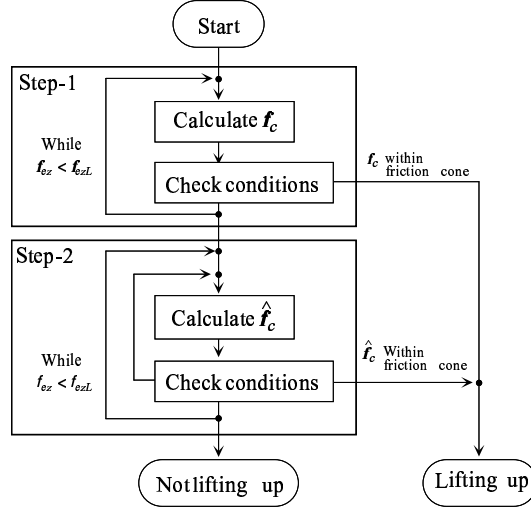 Start
Step-1
Calculate f_c
While
f_ez < f_ezL
f_c within
friction cone
Check conditions
Step-2
Calculate f̂_c
While
f_ez < f_ezL
f̂_c Within
friction cone
Check conditions
Not lifting up
Lifting up